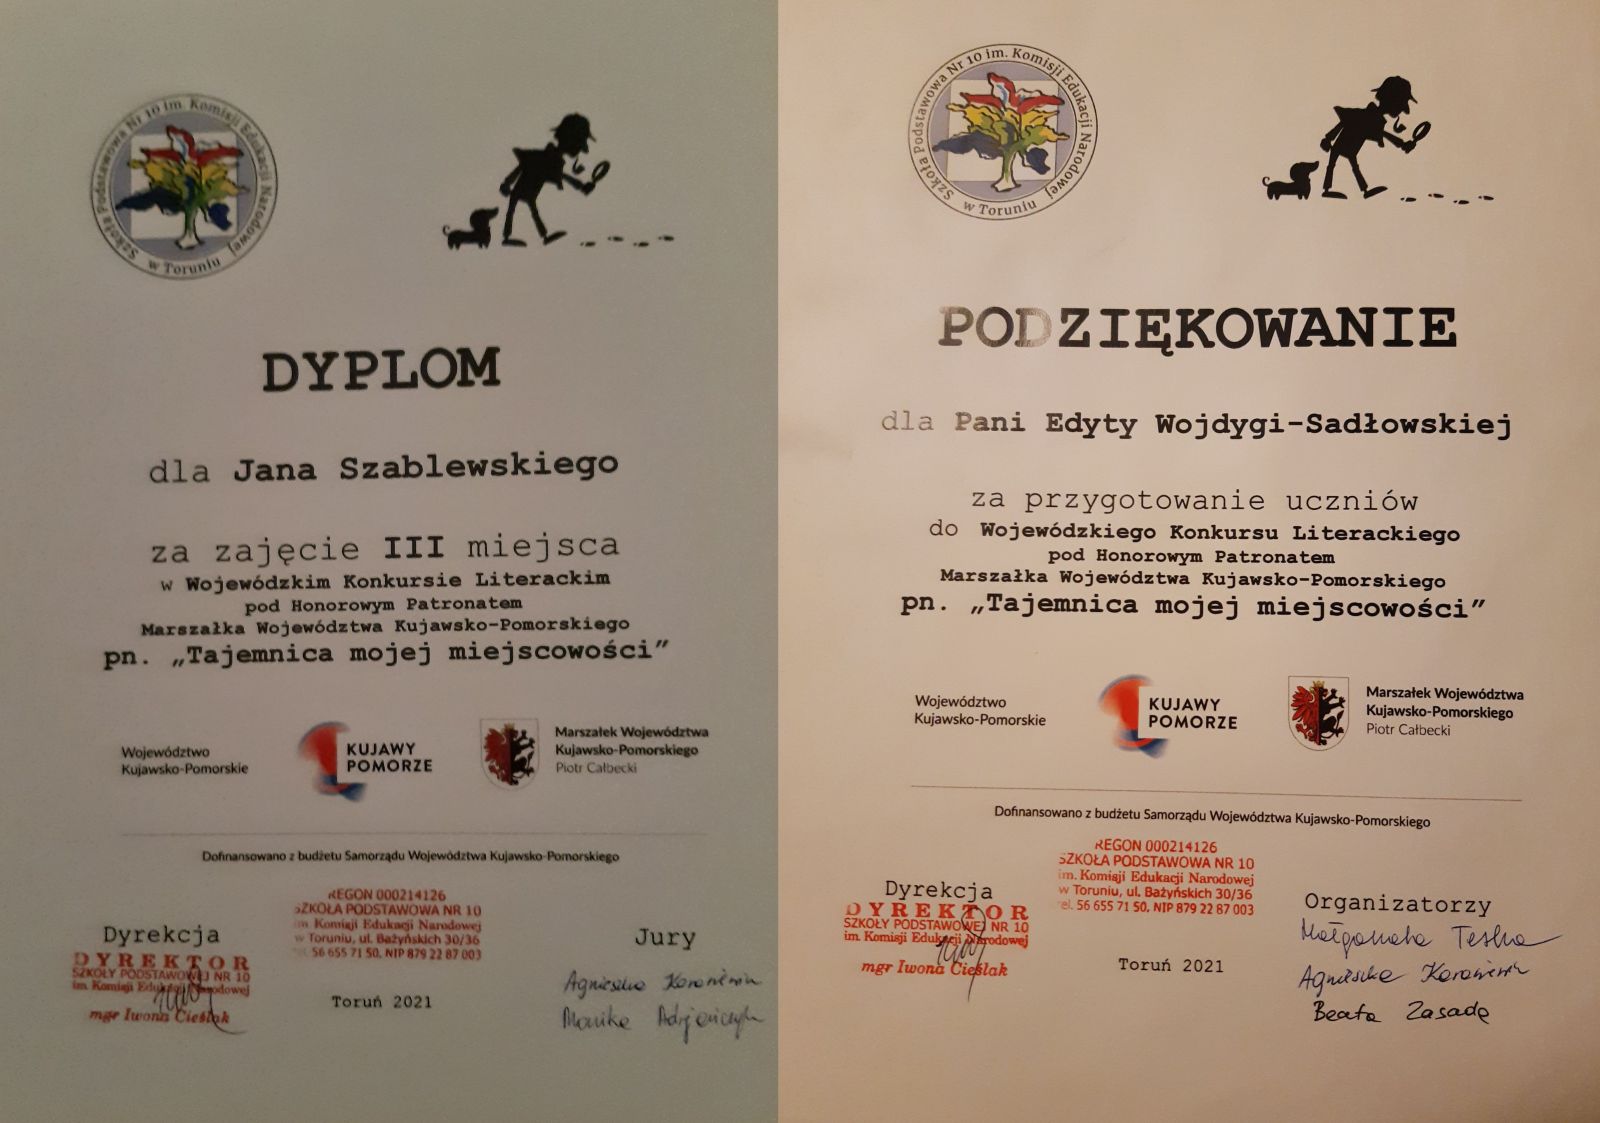 Szkoła Podstawowa Nr 10 im. Komisji Edukacji Narodowej
w Toruniu
DYPLOM
dla Jana Szablewskiego
za zajęcie III miejsca
w Wojewódzkim Konkursie Literackim
pod Honorowym Patronatem
Marszałka Województwa Kujawsko-Pomorskiego
pn. „Tajemnica mojej miejscowości”
Województwo
Kujawsko-Pomorskie
KUJAWY
POMORZE
Marszałek Województwa
Kujawsko-Pomorskiego
Piotr Całbecki
Dofinansowano z budżetu Samorządu Województwa Kujawsko-Pomorskiego
Dyrekcja
DYREKTOR
SZKOŁY PODSTAWOWEJ NR 10
im. Komisji Edukacji Narodowej
mgr Iwona Cieślak
REGON 000214126
SZKOŁA PODSTAWOWA NR 10
im. Komisji Edukacji Narodowej
w Toruniu, ul. Bażyńskich 30/36
tel. 56 655 71 50, NIP 879 22 87 003
Toruń 2021
Jury
Agnieszka
Monika
Szkoła Podstawowa Nr 10 im. Komisji Edukacji Narodowej
w Toruniu
PODZIĘKOWANIE
dla Pani Edyty Wojdygi-Sadłowskiej
za przygotowanie uczniów
do Wojewódzkiego Konkursu Literackiego
pod Honorowym Patronatem
Marszałka Województwa Kujawsko-Pomorskiego
pn. „Tajemnica mojej miejscowości”
Województwo
Kujawsko-Pomorskie
KUJAWY
POMORZE
Marszałek Województwa
Kujawsko-Pomorskiego
Piotr Całbecki
Dofinansowano z budżetu Samorządu Województwa Kujawsko-Pomorskiego
Dyrekcja
DYREKTOR
SZKOŁY PODSTAWOWEJ NR 10
im. Komisji Edukacji Narodowej
mgr Iwona Cieślak
REGON 000214126
SZKOŁA PODSTAWOWA NR 10
im. Komisji Edukacji Narodowej
w Toruniu, ul. Bażyńskich 30/36
tel. 56 655 71 50, NIP 879 22 87 003
Toruń 2021
Organizatorzy
Małgorzata Teska
Agnieszka
Beata Zasada